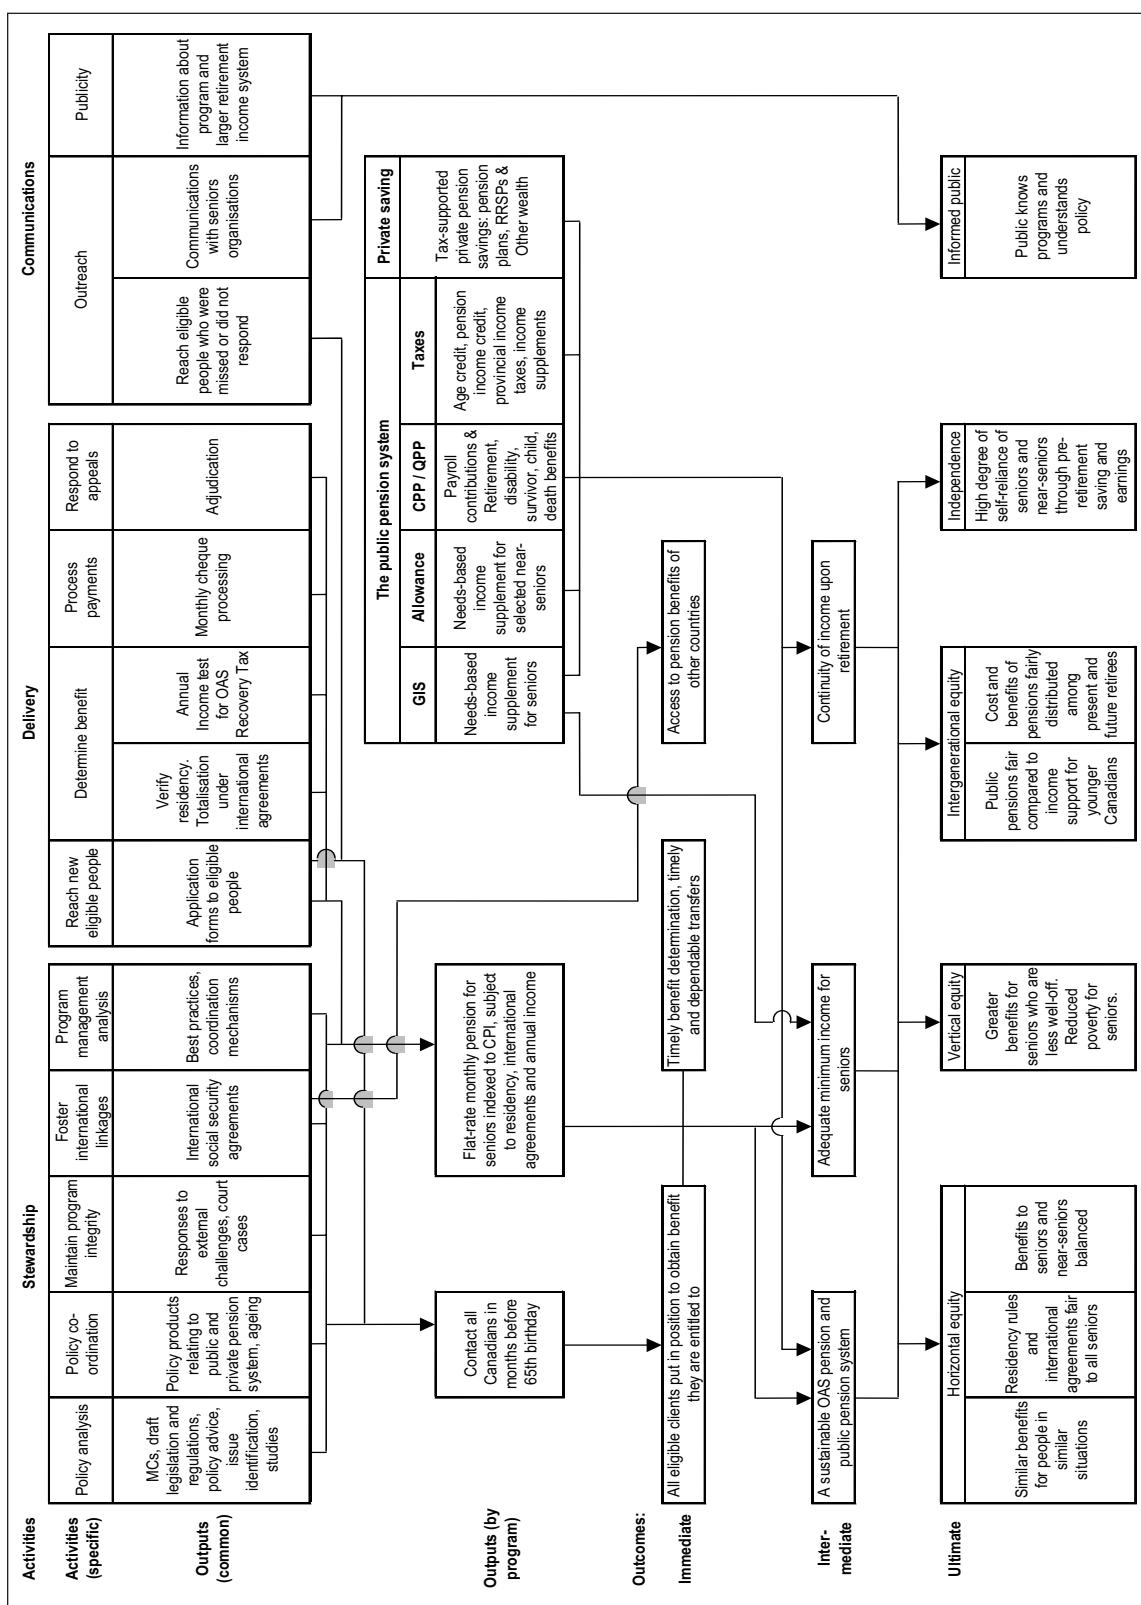 Activities
Stewardship
Delivery
Communications
Activities
(specific)
Policy analysis
Policy co-
ordination
Maintain program
integrity
Foster
international
linkages
Program
management
analysis
Reach new
eligible people
Determine benefit
Process
payments
Respond to
appeals
Outreach
Publicity
Outputs
(common)
MCs, draft
legislation and
regulations,
policy advice,
issue
identification,
studies
Policy products
relating to
public and
private pension
system, ageing
Responses to
external
challenges, court
cases
International
social security
agreements
Best practices,
coordination
mechanisms
Application
forms to eligible
people
Verify
residency.
Totalisation
under
international
agreements
Annual
Income test
for OAS
Recovery Tax
Monthly cheque
processing
Adjudication
Reach eligible
people who were
missed or did not
respond
Communications
with seniors
organisations
Information about
program and
larger retirement
income system
Outputs (by
program)
Contact all
Canadians in
months before
65th birthday
Flat-rate monthly pension for
seniors indexed to CPI, subject
to residency, international
agreements and annual income
The public pension system
Private saving
GIS
Allowance
CPP / QPP
Taxes
Needs-based
income
supplement
for seniors
Needs-based
income
supplement for
selected near-
seniors
Payroll
contributions &
Retirement,
disability,
survivor, child,
death benefits
Age credit, pension
income credit,
provincial income
taxes, income
supplements
Tax-supported
private pension
savings: pension
plans, RRSPs &
Other wealth
Outcomes:
Immediate
All eligible clients put in position to obtain benefit
they are entitled to
Timely benefit determination, timely
and dependable transfers
Access to pension benefits of
other countries
Inter-
mediate
A sustainable OAS pension and
public pension system
Adequate minimum income for
seniors
Continuity of income upon
retirement
Ultimate
Horizontal equity
Similar benefits
for people in
similar
situations
Residency rules
and
international
agreements fair
to all seniors
Benefits to
seniors and
near-seniors
balanced
Vertical equity
Greater
benefits for
seniors who are
less well-off.
Reduced
poverty for
seniors.
Intergenerational equity
Public
pensions fair
compared to
income
support for
younger
Canadians
Cost and
benefits of
pensions fairly
distributed
among
present and
future retirees
Independence
High degree of
self-reliance of
seniors and
near-seniors
through pre-
retirement
saving and
earnings
Informed public
Public knows
programs and
understands
policy